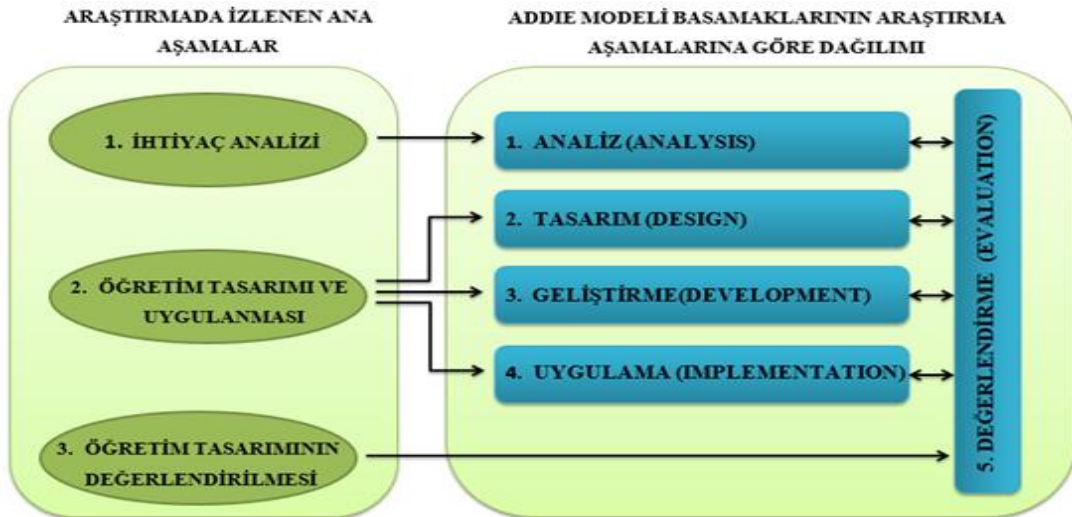 ARAŞTIRMADA İZLENEN ANA
AŞAMALAR
ADDIE MODELİ BASAMAKLARININ ARAŞTIRMA
AŞAMALARINA GÖRE DAĞILIMI
1. İHTİYAÇ ANALİZİ
2. ÖĞRETİM TASARIMI VE
UYGULANMASI
3. ÖĞRETİM TASARIMININ
DEĞERLENDİRİLMESİ
1. ANALİZ (ANALYSIS)
2. TASARIM (DESIGN)
3. GELİŞTİRME(DEVELOPMENT)
4. UYGULAMA (IMPLEMENTATION)
5. DEĞERLENDİRME (EVALUATION)